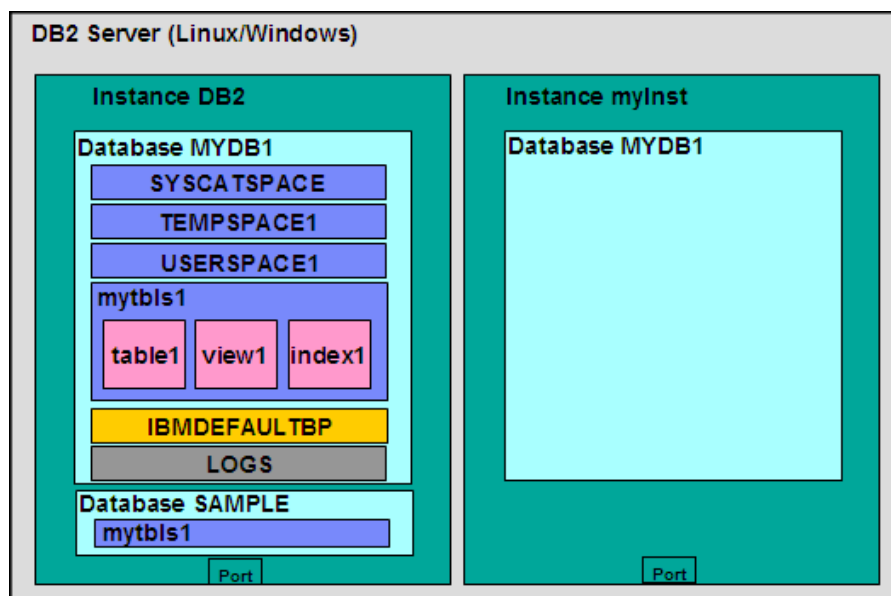 DB2 Server (Linux/Windows)
Instance DB2
Database MYDB1
SYSCATSPACE
TEMPSPACE1
USERSPACE1
mytbls1
table1 view1 index1
IBMDEFAULTBP
LOGS
Database SAMPLE
mytbls1
Port
Instance myInst
Database MYDB1
Port